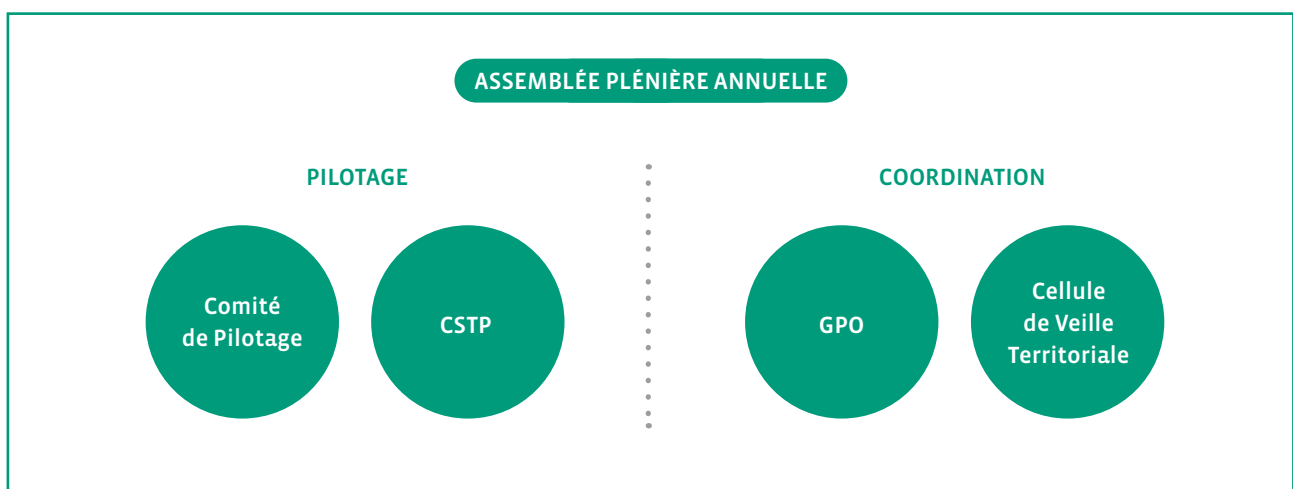 ASSEMBLÉE PLÉNIÈRE ANNUELLE
PILOTAGE
COORDINATION
Comité
de Pilotage
CSTP
GPO
Cellule
de Veille
Territoriale